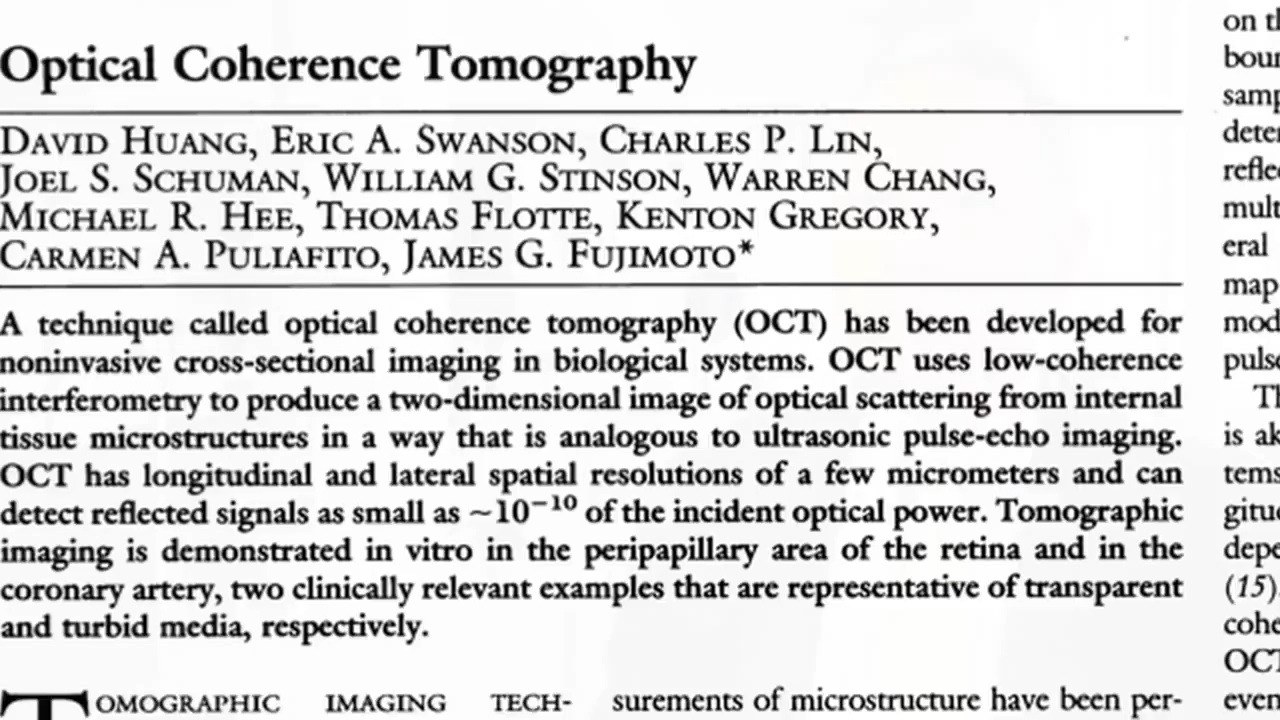 Optical Coherence Tomography
DAVID HUANG, ERIC A. SWANSON, CHARLES P. LIN,
JOEL S. SCHUMAN, WILLIAM G. STINSON, WARREN CHANG,
MICHAEL R. HEE, THOMAS FLOTTE, KENTON GREGORY,
CARMEN A. PULIAFITO, JAMES G. FUJIMOTO*
A technique called optical coherence tomography (OCT) has been developed for
noninvasive cross-sectional imaging in biological systems. OCT uses low-coherence
interferometry to produce a two-dimensional image of optical scattering from internal
tissue microstructures in a way that is analogous to ultrasonic pulse-echo imaging.
OCT has longitudinal and lateral spatial resolutions of a few micrometers and can
detect reflected signals as small as ~10⁻¹⁰ of the incident optical power. Tomographic
imaging is demonstrated in vitro in the peripapillary area of the retina and in the
coronary artery, two clinically relevant examples that are representative of transparent
and turbid media, respectively.
TOMOGRAPHIC IMAGING TECH-
surements of microstructure have been per-
on
is
(15).
OCT